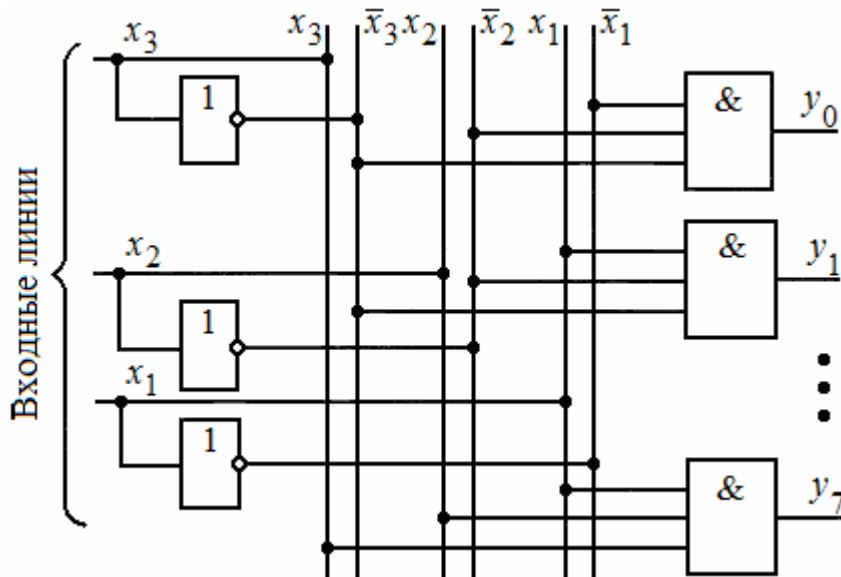 x₃ x̄₃ x₂ x̄₂ x₁ x̄₁
x₃
1
& y₀
Входные линии
x₂
& y₁
1
x₁
1
& y₇